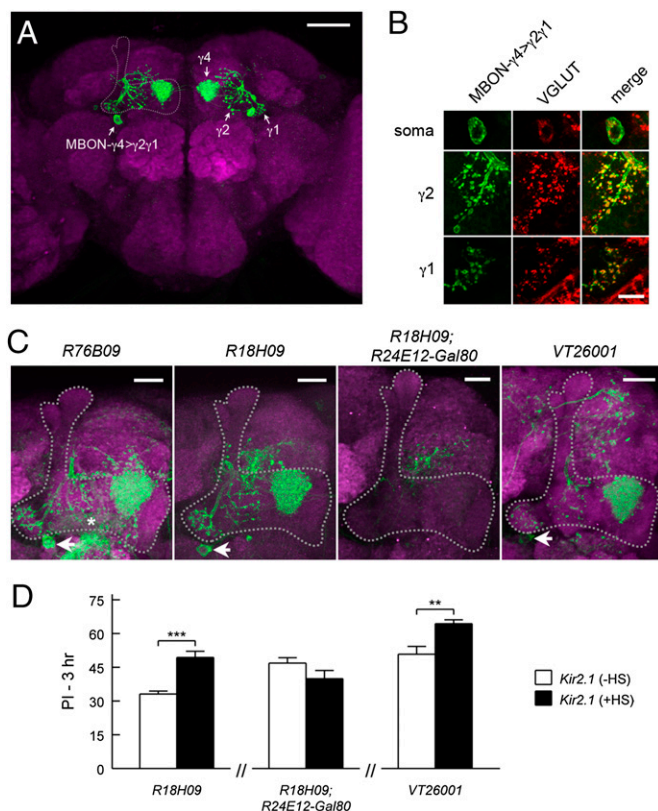 A
γ4
MBON-γ4>γ2γ1
γ2
γ1
B
MBON-γ4>γ2γ1
VGLUT
merge
soma
γ2
γ1
C
R76B09
R18H09
R18H09;
R24E12-Gal80
VT26001
*
D
PI - 3 hr
75
60
45
30
15
0
***
**
Kir2.1 (-HS)
Kir2.1 (+HS)
R18H09
//
R18H09;
R24E12-Gal80
//
VT26001